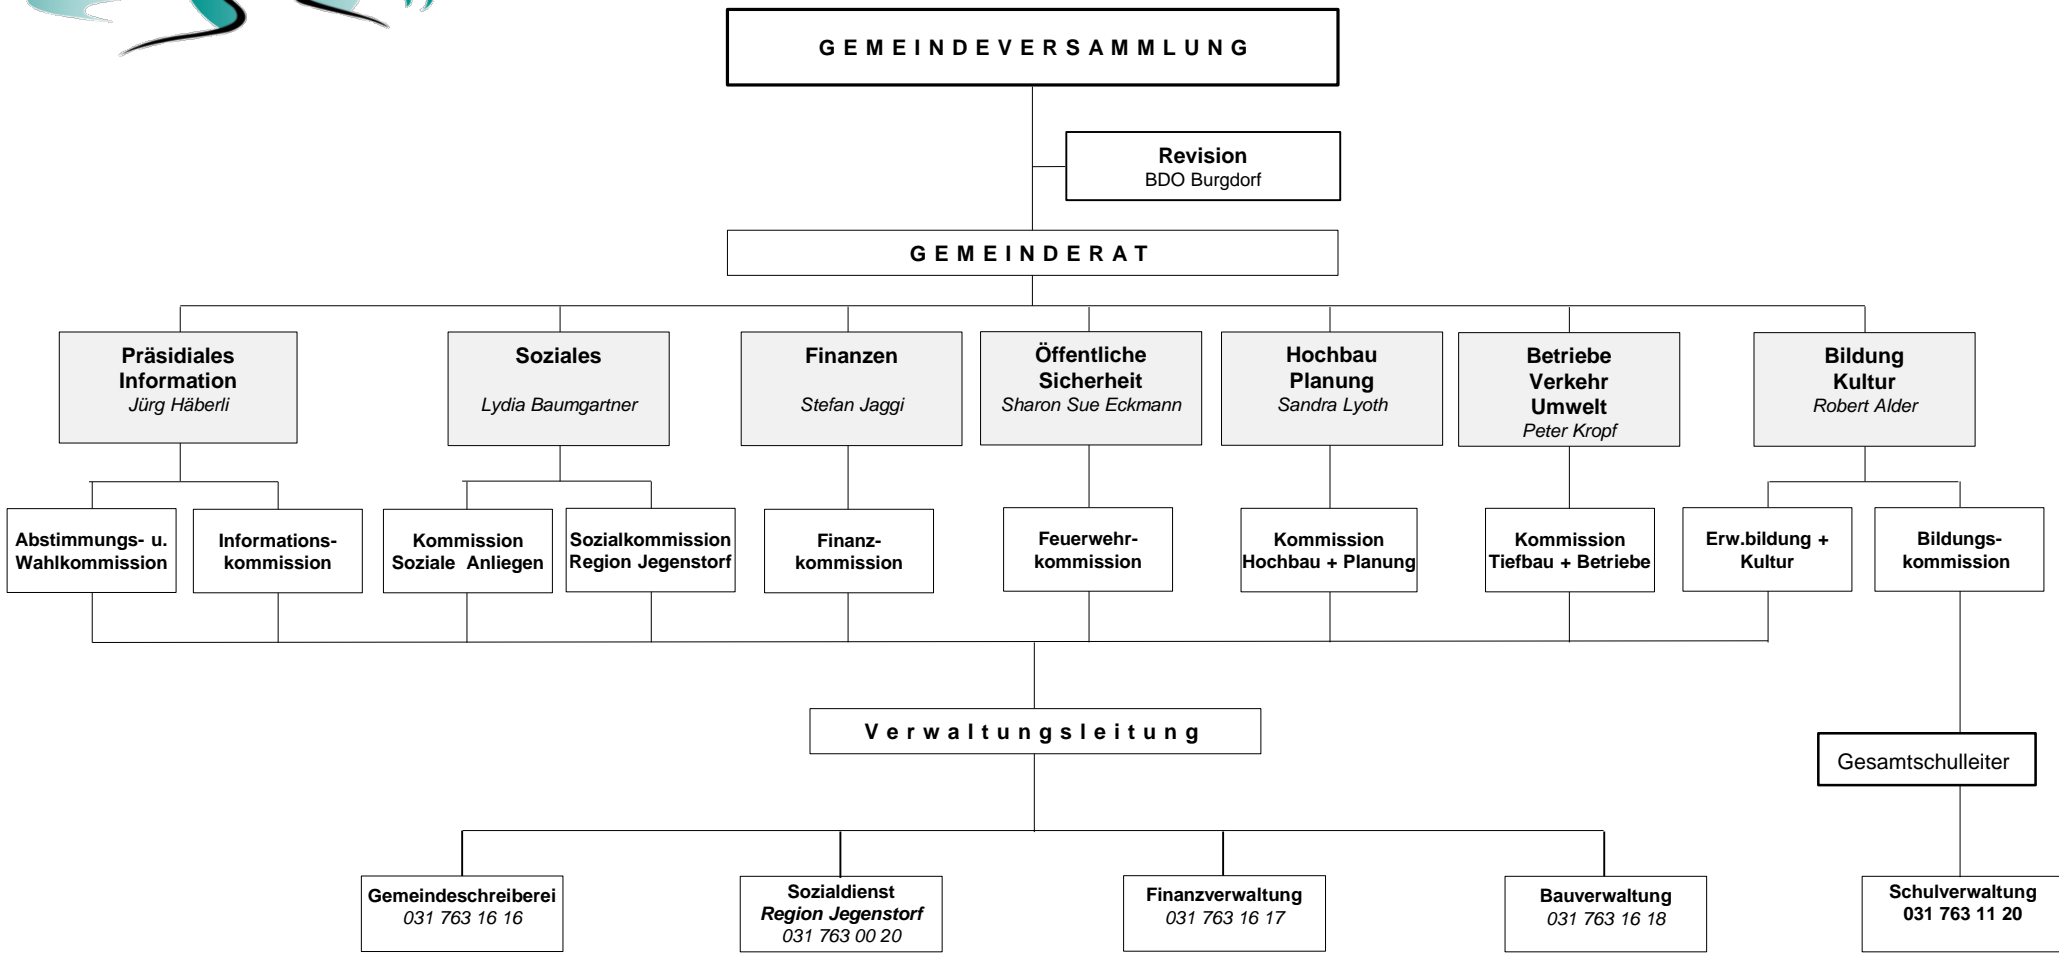 GEMEINDEVERSAMMLUNG
Revision
BDO Burgdorf
GEMEINDERAT
Präsidiales
Information
Jürg Häberli
Soziales
Lydia Baumgartner
Finanzen
Stefan Jaggi
Öffentliche
Sicherheit
Sharon Sue Eckmann
Hochbau
Planung
Sandra Lyoth
Betriebe
Verkehr
Umwelt
Peter Kropf
Bildung
Kultur
Robert Alder
Abstimmungs- u.
Wahlkommission
Informations-
kommission
Kommission
Soziale Anliegen
Sozialkommission
Region Jegenstorf
Finanz-
kommission
Feuerwehr-
kommission
Kommission
Hochbau + Planung
Kommission
Tiefbau + Betriebe
Erw.bildung +
Kultur
Bildungs-
kommission
Verwaltungsleitung
Gesamtschulleiter
Gemeindeschreiberei
031 763 16 16
Sozialdienst
Region Jegenstorf
031 763 00 20
Finanzverwaltung
031 763 16 17
Bauverwaltung
031 763 16 18
Schulverwaltung
031 763 11 20